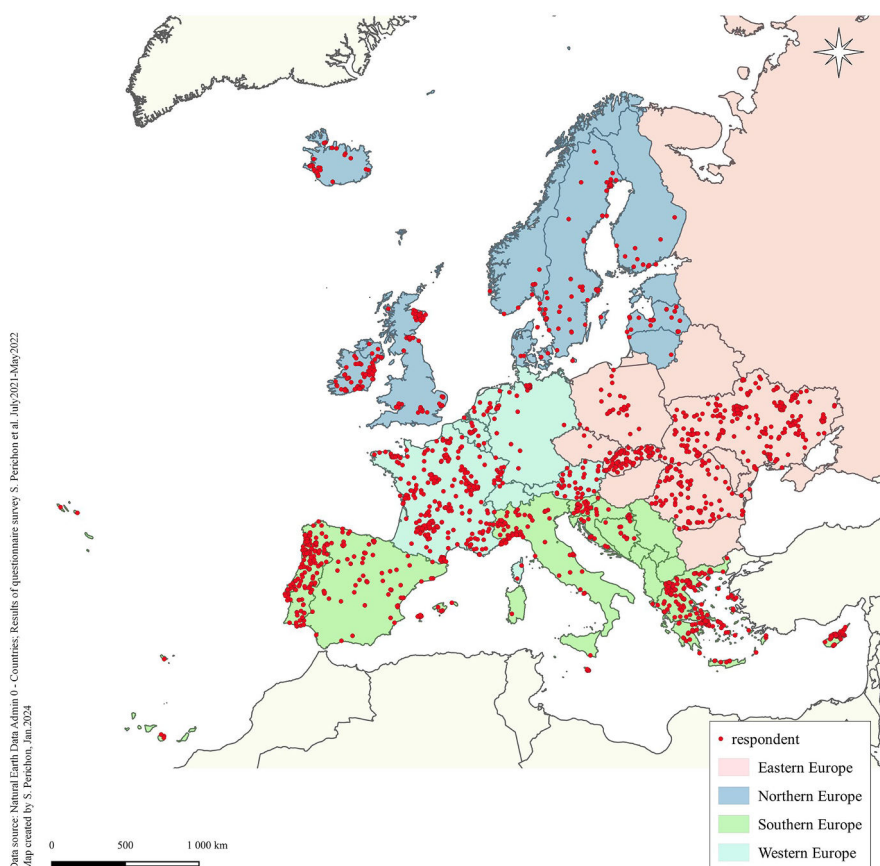 Data source: Natural Earth Data Admin 0 - Countries; Results of questionnaire survey S. Perichon et al. July2021-May2022
Map created by S. Perichon, Jan.2024
respondent
Eastern Europe
Northern Europe
Southern Europe
Western Europe
0 500 1 000 km